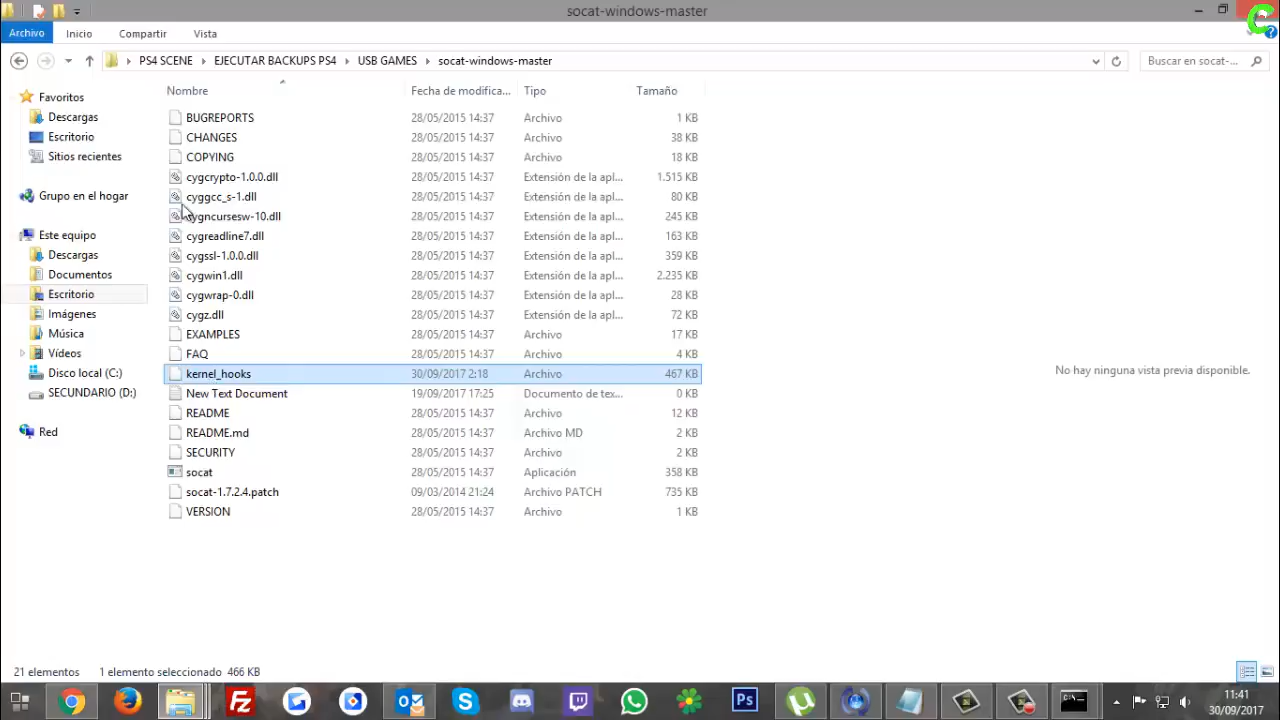 socat-windows-master
Archivo Inicio Compartir Vista
PS4 SCENE EJECUTAR BACKUPS PS4 USB GAMES socat-windows-master Buscar en socat-...
Nombre Fecha de modifica... Tipo Tamaño
Favoritos
Descargas
Escritorio
Sitios recientes
Grupo en el hogar
Este equipo
Descargas
Documentos
Escritorio
Imágenes
Música
Vídeos
Disco local (C:)
SECUNDARIO (D:)
Red
BUGREPORTS 28/05/2015 14:37 Archivo 1 KB
CHANGES 28/05/2015 14:37 Archivo 38 KB
COPYING 28/05/2015 14:37 Archivo 18 KB
cygcrypto-1.0.0.dll 28/05/2015 14:37 Extensión de la apl... 1.515 KB
cyggcc_s-1.dll 28/05/2015 14:37 Extensión de la apl... 80 KB
cygncursesw-10.dll 28/05/2015 14:37 Extensión de la apl... 245 KB
cygreadline7.dll 28/05/2015 14:37 Extensión de la apl... 163 KB
cygssl-1.0.0.dll 28/05/2015 14:37 Extensión de la apl... 359 KB
cygwin1.dll 28/05/2015 14:37 Extensión de la apl... 2.235 KB
cygwrap-0.dll 28/05/2015 14:37 Extensión de la apl... 28 KB
cygz.dll 28/05/2015 14:37 Extensión de la apl... 72 KB
EXAMPLES 28/05/2015 14:37 Archivo 17 KB
FAQ 28/05/2015 14:37 Archivo 4 KB
kernel_hooks 30/09/2017 2:18 Archivo 467 KB
New Text Document 19/09/2017 17:25 Documento de tex... 0 KB
README 28/05/2015 14:37 Archivo 12 KB
README.md 28/05/2015 14:37 Archivo MD 2 KB
SECURITY 28/05/2015 14:37 Archivo 2 KB
socat 28/05/2015 14:37 Aplicación 358 KB
socat-1.7.2.4.patch 09/03/2014 21:24 Archivo PATCH 735 KB
VERSION 28/05/2015 14:37 Archivo 1 KB
No hay ninguna vista previa disponible.
21 elementos 1 elemento seleccionado 466 KB
Ps
11:41
30/09/2017